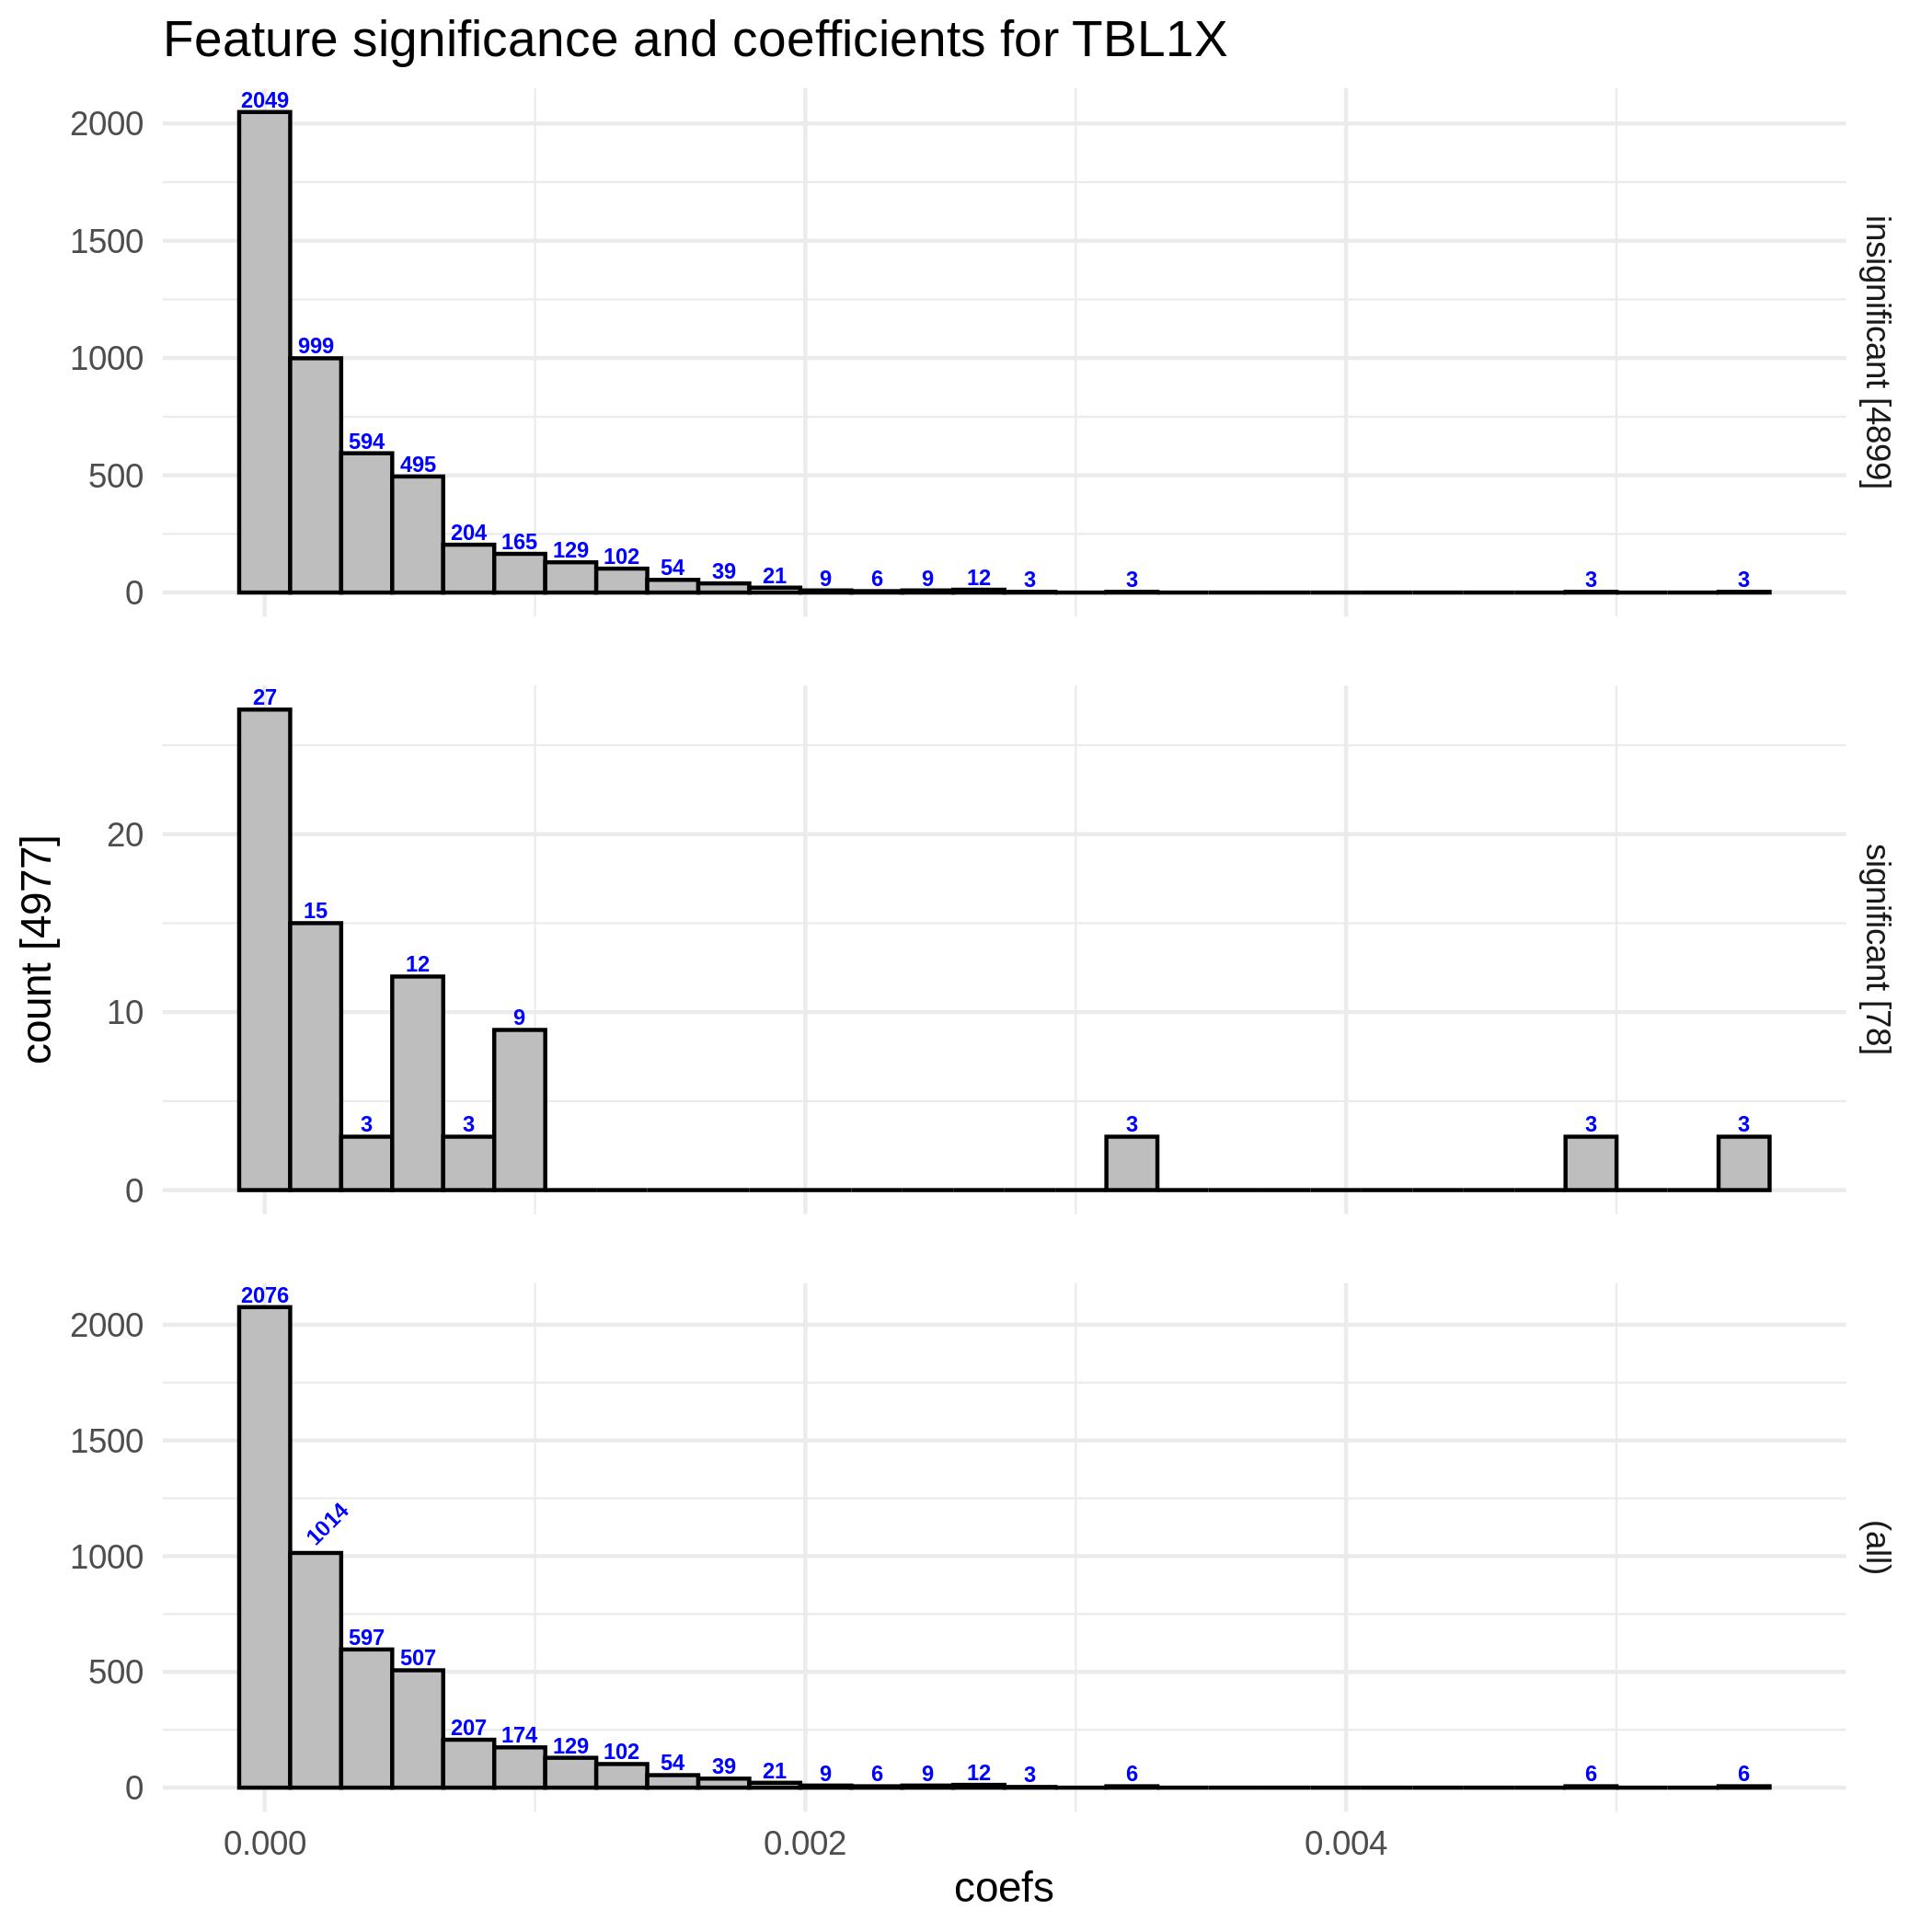 Feature significance and coefficients for TBL1X
2049
2000
1500
insignificant [4899]
999
1000
594
495
500
204 165 129 102 54 39 21 9 6 9 12 3 3 3 3
0
27
20
count [4977]
significant [78]
15
12
10
9
3 3 3 3 3
0
2076
2000
1500
1014
1000
(all)
597
507
500
207 174 129 102 54 39 21 9 6 9 12 3 6 6 6
0
0.000 0.002 0.004
coefs